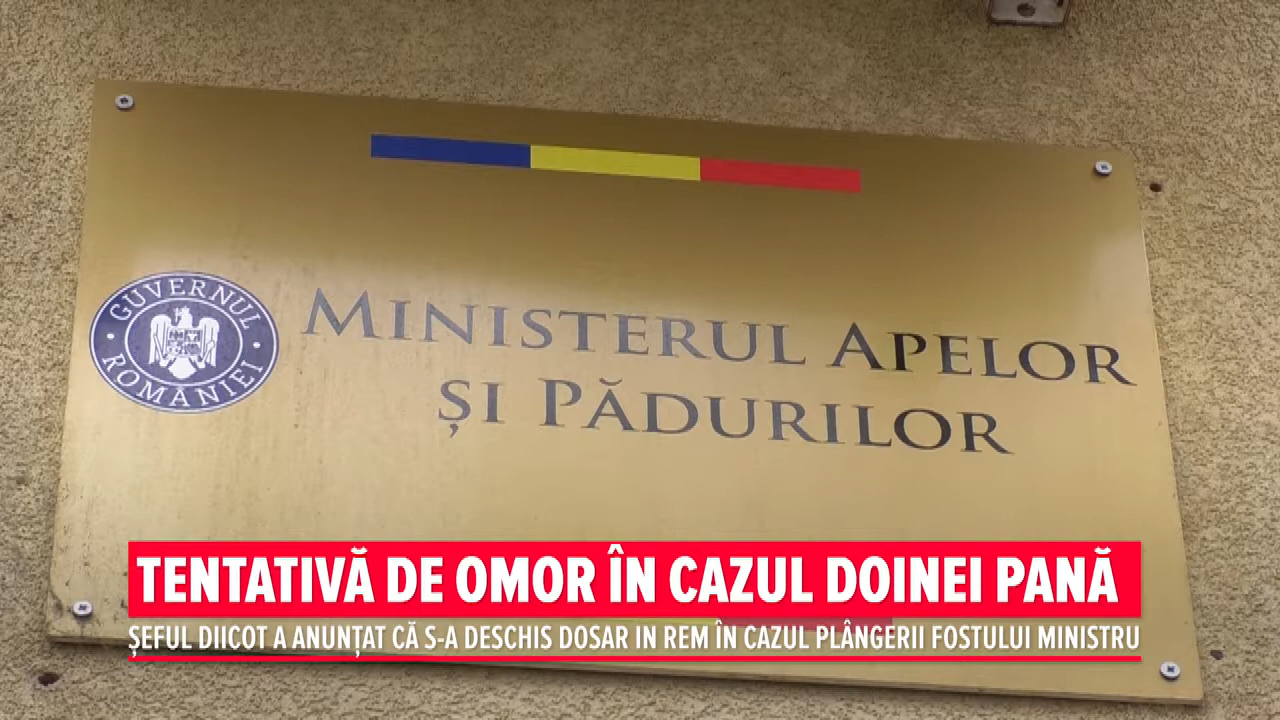 GUVERNUL
ROMÂNIEI
MINISTERUL APELOR
ȘI PĂDURILOR
TENTATIVĂ DE OMOR ÎN CAZUL DOINEI PANĂ
ȘEFUL DIICOT A ANUNȚAT CĂ S-A DESCHIS DOSAR IN REM ÎN CAZUL PLÂNGERII FOSTULUI MINISTRU